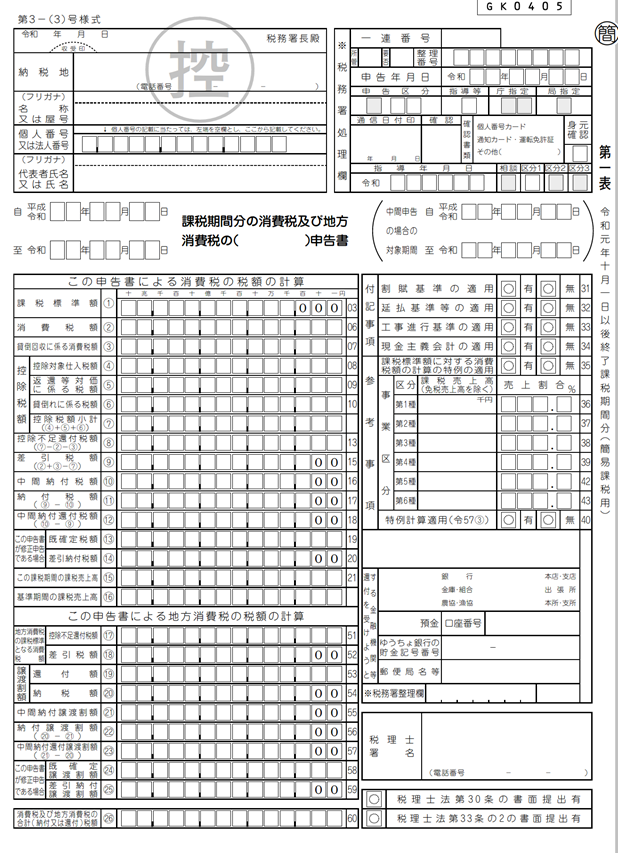 GK0405
第3-(3)号様式
令和 年 月 日
税務署長殿
収受印
控
簡
納税地
(電話番号 - - )
(フリガナ)
名称
又は屋号
個人番号
又は法人番号
↓ 個人番号の記載に当たっては、左端を空欄とし、ここから記載してください。
(フリガナ)
代表者氏名
又は氏名
※税務署処理欄
一連番号
所管
要否
整理番号
申告年月日 令和 年 月 日
申告区分 指導等 庁指定 局指定
通信日付印 確認
年 月 日
確認書類
個人番号カード
通知カード・運転免許証
その他( )
身元確認
指導年月日 相談 区分1 区分2 区分3
令和
第一表
令和元年十月一日以後終了課税期間分(簡易課税用)
自 平成 令和 年 月 日
至 令和 年 月 日
課税期間分の消費税及び地方
消費税の( )申告書
中間申告 自 平成 令和 年 月 日
の場合の
対象期間 至 令和 年 月 日
この申告書による消費税の税額の計算
十兆千百十億千百十万千百十一円
課税標準額 ① 000 03
消費税額 ② 06
貸倒回収に係る消費税額 ③ 07
控除税額
控除対象仕入税額 ④ 08
返還等対価に係る税額 ⑤ 09
貸倒れに係る税額 ⑥ 10
控除税額小計(④+⑤+⑥) ⑦
控除不足還付税額(⑦-②-③) ⑧ 13
差引税額(②+③-⑦) ⑨ 00 15
中間納付税額 ⑩ 00 16
納付税額(⑨-⑩) ⑪ 00 17
中間納付還付税額(⑩-⑨) ⑫ 00 18
この申告書が修正申告である場合
既確定税額 ⑬ 19
差引納付税額 ⑭ 00 20
この課税期間の課税売上高 ⑮ 21
基準期間の課税売上高 ⑯
この申告書による地方消費税の税額の計算
地方消費税の課税標準となる消費税額
控除不足還付税額 ⑰ 51
差引税額 ⑱ 00 52
譲渡割額
還付額 ⑲ 53
納税額 ⑳ 00 54
中間納付譲渡割額 ㉑ 00 55
納付譲渡割額(⑳-㉑) ㉒ 00 56
中間納付還付譲渡割額(㉑-⑳) ㉓ 00 57
この申告書が修正申告である場合
既確定譲渡割額 ㉔ 58
差引納付譲渡割額 ㉕ 00 59
消費税及び地方消費税の合計(納付又は還付)税額 ㉖ 60
付記事項
割賦基準の適用 有 無 31
延払基準等の適用 有 無 32
工事進行基準の適用 有 無 33
現金主義会計の適用 有 無 34
参考事項
課税標準額に対する消費税額の計算の特例の適用 有 無 35
事業区分
区分 課税売上高(免税売上高を除く) 売上割合%
千円
第1種 . 36
第2種 . 37
第3種 . 38
第4種 . 39
第5種 . 42
第6種 . 43
特例計算適用(令57③) 有 無 40
還付を受けようとする金融機関等
銀行 本店・支店
金庫・組合 出張所
農協・漁協 本所・支所
預金 口座番号
ゆうちょ銀行の貯金記号番号 -
郵便局名等
※税務署整理欄
税理士
署名
(電話番号 - - )
税理士法第30条の書面提出有
税理士法第33条の2の書面提出有